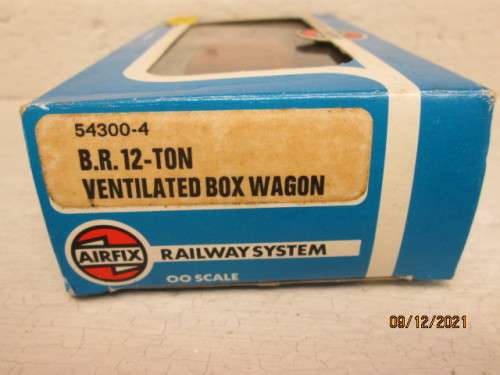 54300-4
B.R. 12-TON
VENTILATED BOX WAGON
AIRFIX
RAILWAY SYSTEM
OO SCALE
09/12/2021